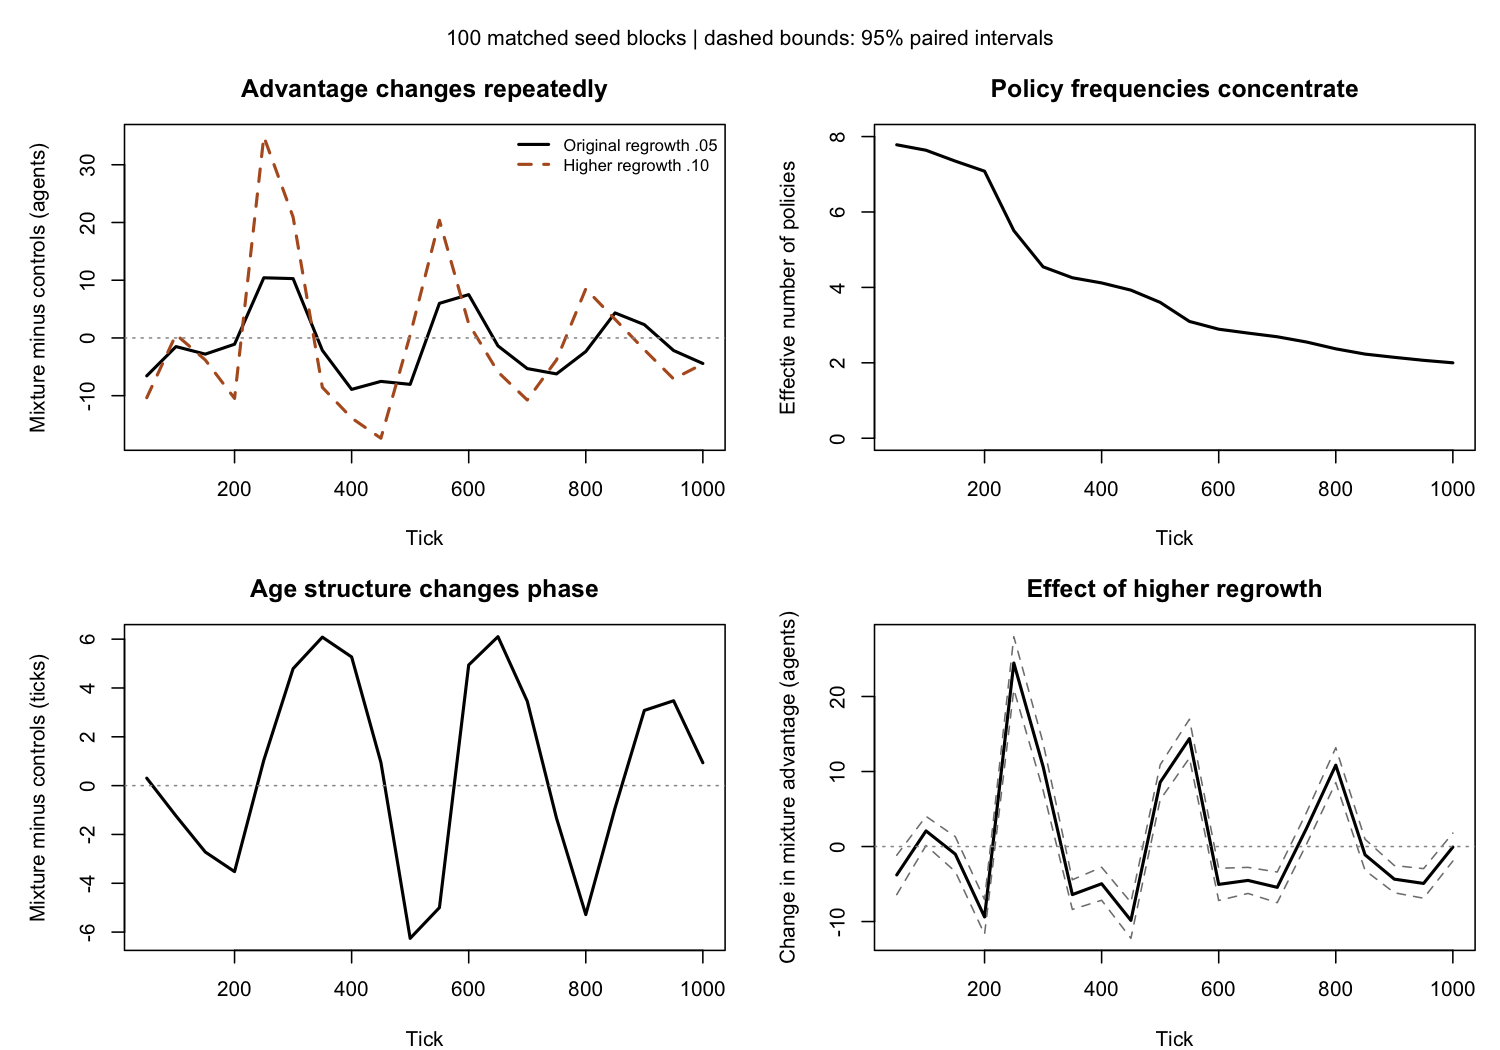 100 matched seed blocks | dashed bounds: 95% paired intervals
Advantage changes repeatedly
Mixture minus controls (agents)
30
20
10
0
-10
Original regrowth .05
Higher regrowth .10
200 400 600 800 1000
Tick
Policy frequencies concentrate
Effective number of policies
8
6
4
2
0
200 400 600 800 1000
Tick
Age structure changes phase
Mixture minus controls (ticks)
6
4
2
0
-2
-4
-6
200 400 600 800 1000
Tick
Effect of higher regrowth
Change in mixture advantage (agents)
20
10
0
-10
200 400 600 800 1000
Tick